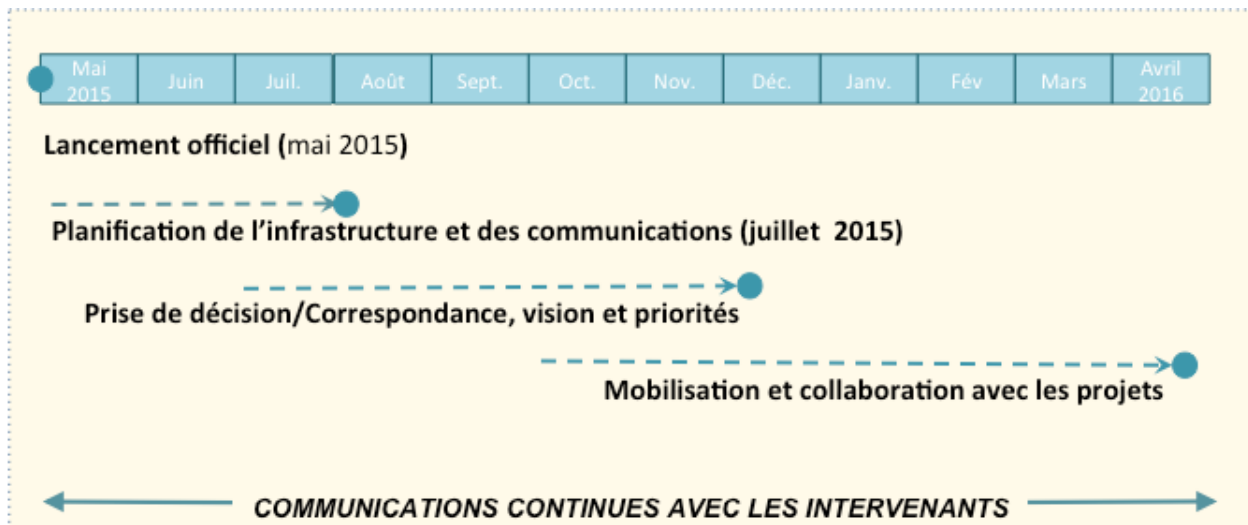 Mai 2015 Juin Juil. Août Sept. Oct. Nov. Déc. Janv. Fév Mars Avril 2016
Lancement officiel (mai 2015)
Planification de l’infrastructure et des communications (juillet 2015)
Prise de décision/Correspondance, vision et priorités
Mobilisation et collaboration avec les projets
COMMUNICATIONS CONTINUES AVEC LES INTERVENANTS